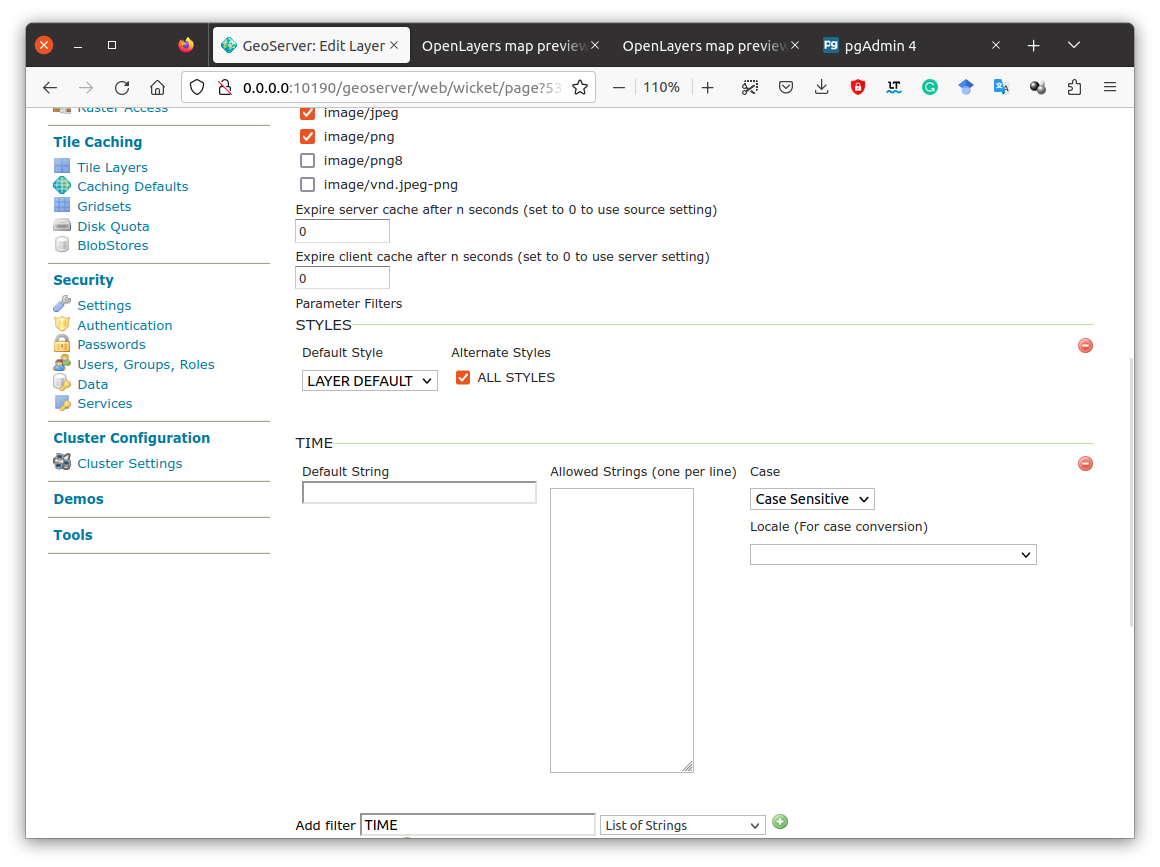 GeoServer: Edit Layer
OpenLayers map preview
OpenLayers map preview
pgAdmin 4
0.0.0.0:10190/geoserver/web/wicket/page?53
110%
Raster Access
Tile Caching
Tile Layers
Caching Defaults
Gridsets
Disk Quota
BlobStores
Security
Settings
Authentication
Passwords
Users, Groups, Roles
Data
Services
Cluster Configuration
Cluster Settings
Demos
Tools
image/jpeg
image/png
image/png8
image/vnd.jpeg-png
Expire server cache after n seconds (set to 0 to use source setting)
0
Expire client cache after n seconds (set to 0 to use server setting)
0
Parameter Filters
STYLES
Default Style Alternate Styles
LAYER DEFAULT ALL STYLES
TIME
Default String Allowed Strings (one per line) Case
Case Sensitive
Locale (For case conversion)
Add filter TIME List of Strings